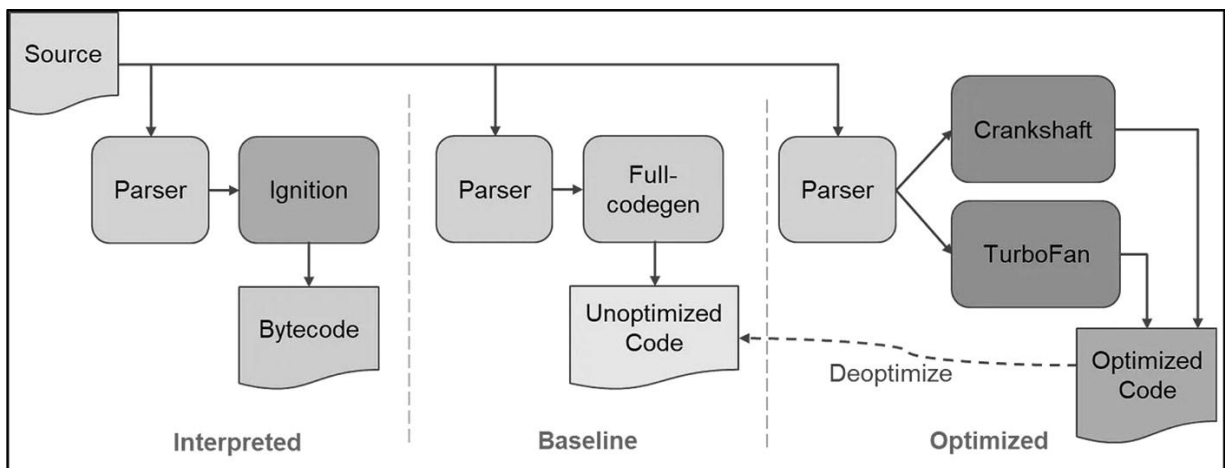 Source
Parser
Ignition
Bytecode
Interpreted
Parser
Full-
codegen
Unoptimized
Code
Baseline
Parser
Crankshaft
TurboFan
Optimized
Code
Deoptimize
Optimized